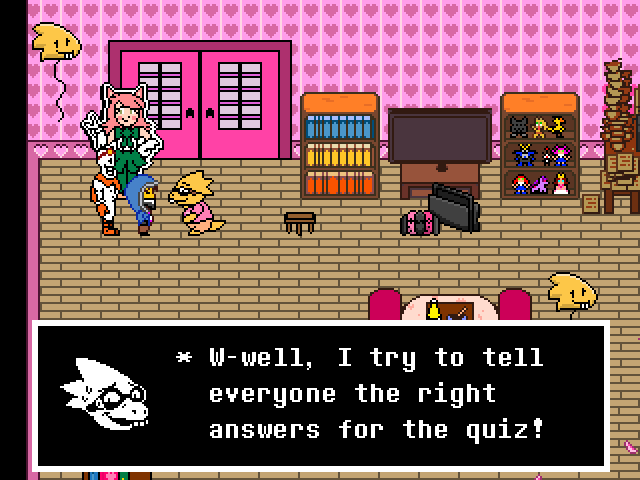 * W-well, I try to tell
everyone the right
answers for the quiz!